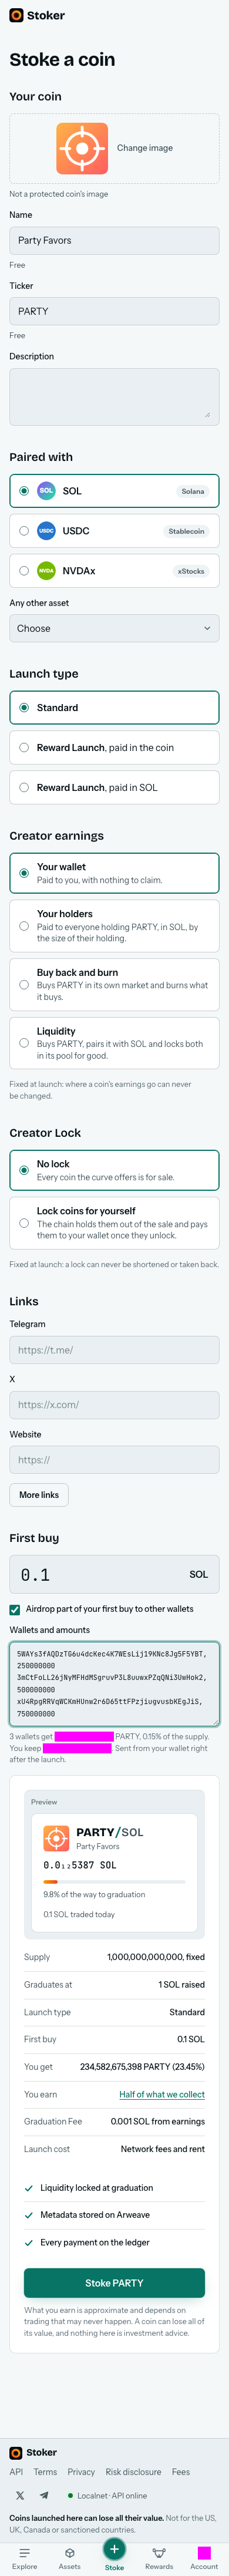 Stoker
Stoke a coin
Your coin
Change image
Not a protected coin's image
Name
Party Favors
Free
Ticker
PARTY
Free
Description
Paired with
SOL
SOL
Solana
USDC
USDC
Stablecoin
NVDA
NVDAx
xStocks
Any other asset
Choose
Launch type
Standard
Reward Launch, paid in the coin
Reward Launch, paid in SOL
Creator earnings
Your wallet
Paid to you, with nothing to claim.
Your holders
Paid to everyone holding PARTY, in SOL, by
the size of their holding.
Buy back and burn
Buys PARTY in its own market and burns what
it buys.
Liquidity
Buys PARTY, pairs it with SOL and locks both
in its pool for good.
Fixed at launch: where a coin's earnings go can never
be changed.
Creator Lock
No lock
Every coin the curve offers is for sale.
Lock coins for yourself
The chain holds them out of the sale and pays
them to your wallet once they unlock.
Fixed at launch: a lock can never be shortened or taken back.
Links
Telegram
https://t.me/
X
https://x.com/
Website
https://
More links
First buy
0.1
SOL
Airdrop part of your first buy to other wallets
Wallets and amounts
5WAYs3fAQDzTG6u4dcKec4K7WEsLij19KNc8Jg5F5YBT,
250000000
3mCtFoLL26jNyMFHdMSgruvP3L8uuwxPZqQNi3UwHok2,
500000000
xU4RpgRRVqWCKmHUnw2r6D65ttFPzjiugvusbKEgJiS,
750000000
3 wallets get PARTY, 0.15% of the supply.
You keep . Sent from your wallet right
after the launch.
Preview
PARTY/SOL
Party Favors
0.0₁₂5387 SOL
9.8% of the way to graduation
0.1 SOL traded today
Supply 1,000,000,000,000, fixed
Graduates at 1 SOL raised
Launch type Standard
First buy 0.1 SOL
You get 234,582,675,398 PARTY (23.45%)
You earn Half of what we collect
Graduation Fee 0.001 SOL from earnings
Launch cost Network fees and rent
Liquidity locked at graduation
Metadata stored on Arweave
Every payment on the ledger
Stoke PARTY
What you earn is approximate and depends on
trading that may never happen. A coin can lose all of
its value, and nothing here is investment advice.
Stoker
API Terms Privacy Risk disclosure Fees
Localnet · API online
Coins launched here can lose all their value. Not for the US,
UK, Canada or sanctioned countries.
Explore Assets Stoke Rewards Account